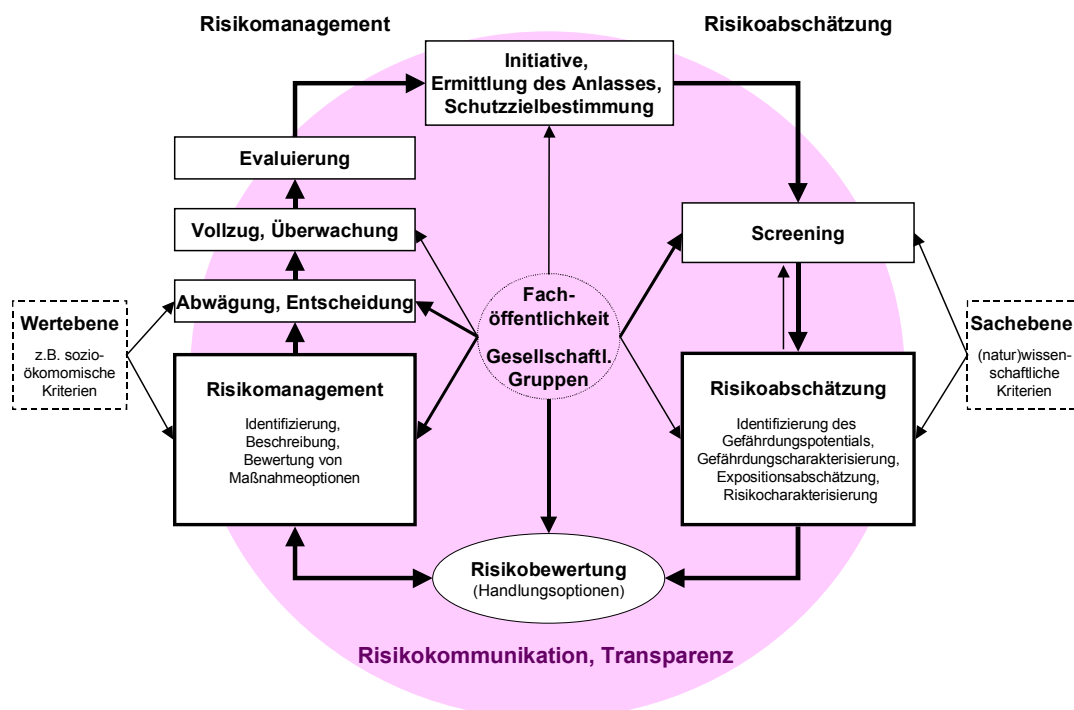 Risikomanagement
Risikoabschätzung
Initiative,
Ermittlung des Anlasses,
Schutzzielbestimmung
Evaluierung
Vollzug, Überwachung
Abwägung, Entscheidung
Wertebene
z.B. sozio-
ökomomische
Kriterien
Risikomanagement
Identifizierung,
Beschreibung,
Bewertung von
Maßnahmeoptionen
Fach-
öffentlichkeit
Gesellschaftl.
Gruppen
Screening
Risikoabschätzung
Identifizierung des
Gefährdungspotentials,
Gefährdungscharakterisierung,
Expositionsabschätzung,
Risikocharakterisierung
Sachebene
(natur)wissen-
schaftliche
Kriterien
Risikobewertung
(Handlungsoptionen)
Risikokommunikation, Transparenz